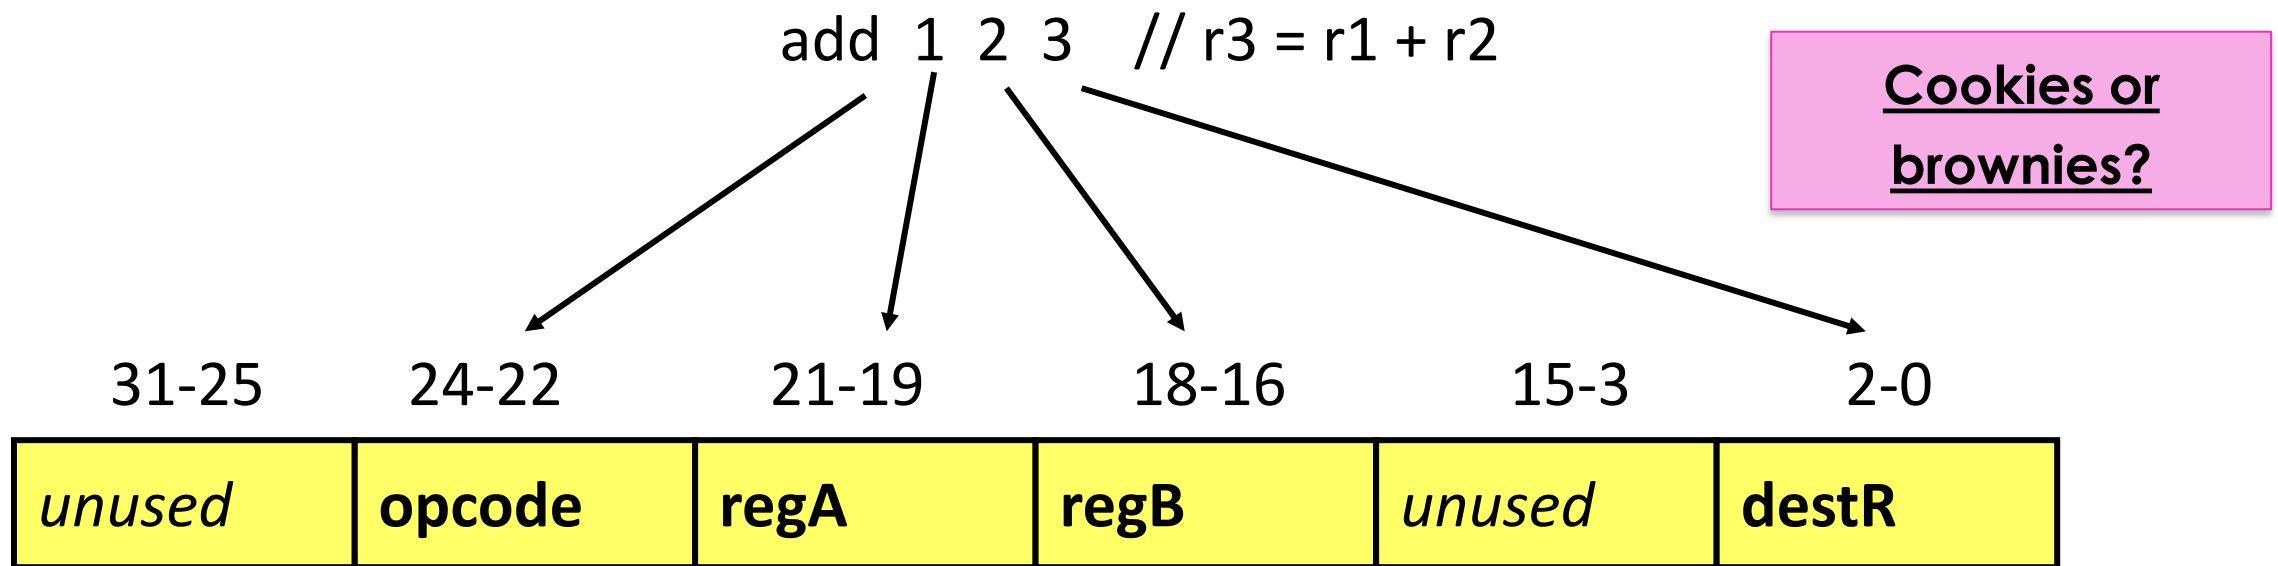 add 1 2 3 // r3 = r1 + r2
Cookies or
brownies?
31-25 24-22 21-19 18-16 15-3 2-0
unused opcode regA regB unused destR